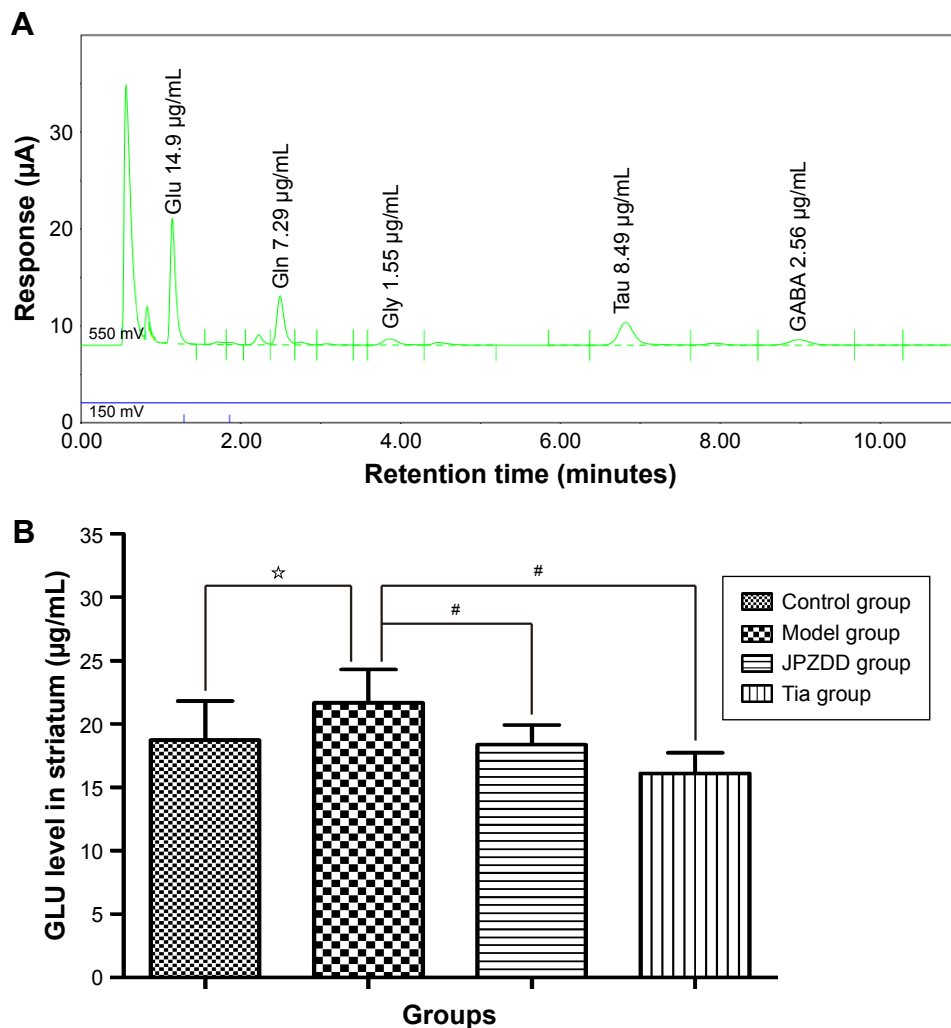 A
Response (µA)
30
20
10
0
Glu 14.9 µg/mL
Gln 7.29 µg/mL
Gly 1.55 µg/mL
Tau 8.49 µg/mL
GABA 2.56 µg/mL
550 mV
150 mV
0.00 2.00 4.00 6.00 8.00 10.00
Retention time (minutes)
B
GLU level in striatum (µg/mL)
35
30
25
20
15
10
5
0
☆
#
#
Control group
Model group
JPZDD group
Tia group
Groups